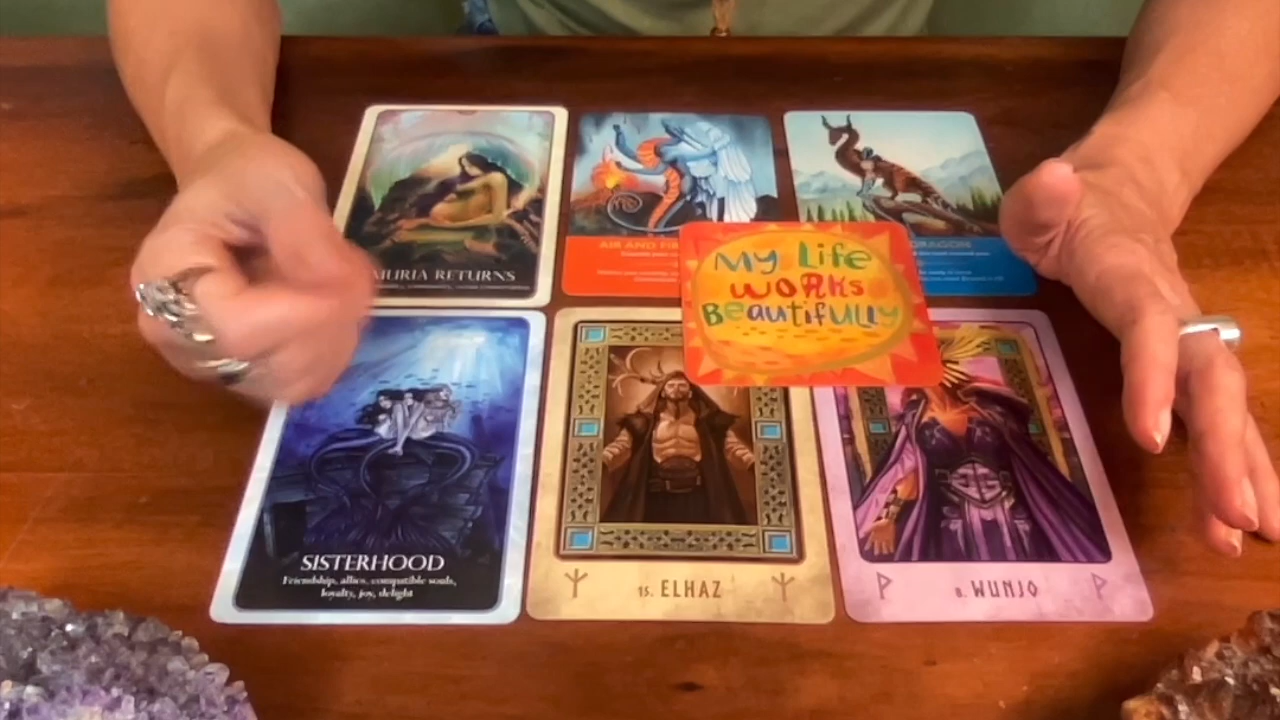 MURIA RETURNS
AIR AND FIR
DRAGON
My Life
WORKS
Beautifully
SISTERHOOD
Friendship, allies, compatible souls,
loyalty, joy, delight
15. ELHAZ
8. WUNJO